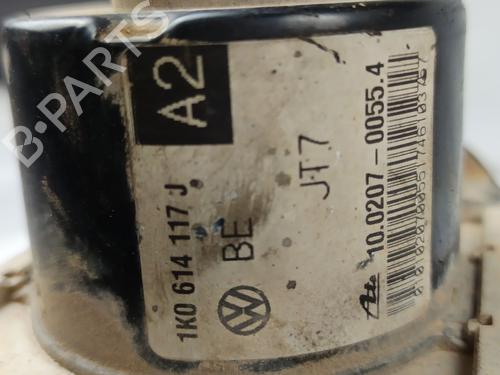 A2
1K0 614 117 J
BE
JT7
Ate 10.0207-0055.4
B-PARTS